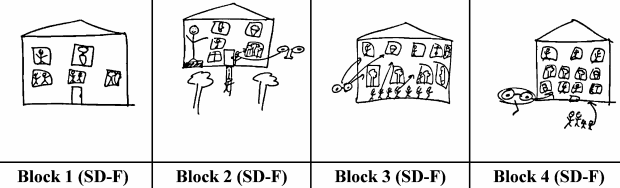 Block 1 (SD-F)
Block 2 (SD-F)
Block 3 (SD-F)
Block 4 (SD-F)